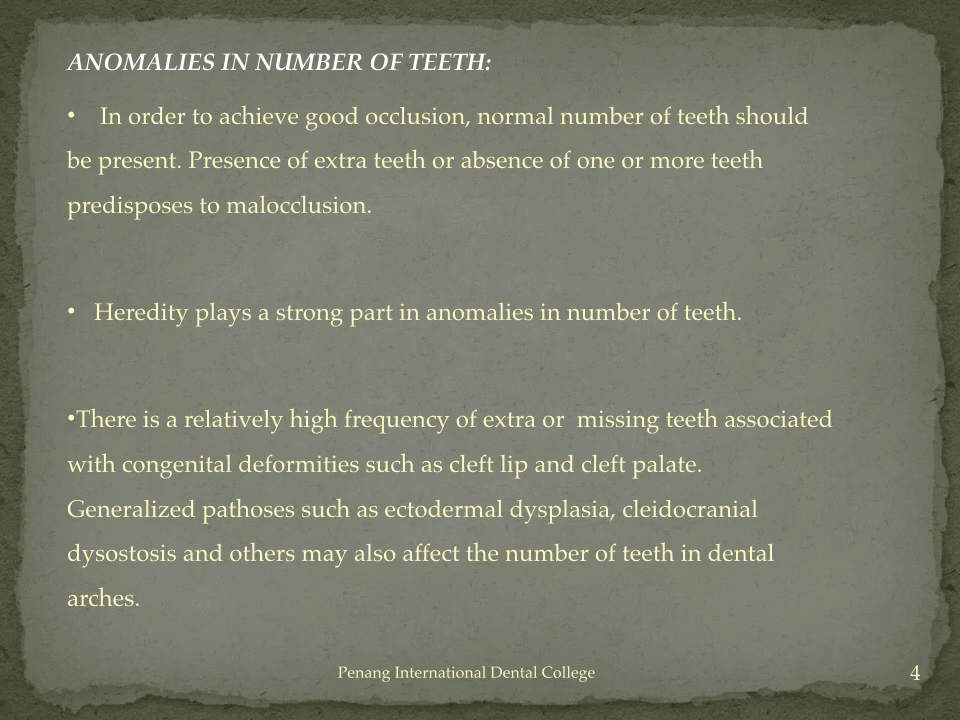 ANOMALIES IN NUMBER OF TEETH:
• In order to achieve good occlusion, normal number of teeth should
be present. Presence of extra teeth or absence of one or more teeth
predisposes to malocclusion.
• Heredity plays a strong part in anomalies in number of teeth.
•There is a relatively high frequency of extra or  missing teeth associated
with congenital deformities such as cleft lip and cleft palate.
Generalized pathoses such as ectodermal dysplasia, cleidocranial
dysostosis and others may also affect the number of teeth in dental
arches.
Penang International Dental College
4